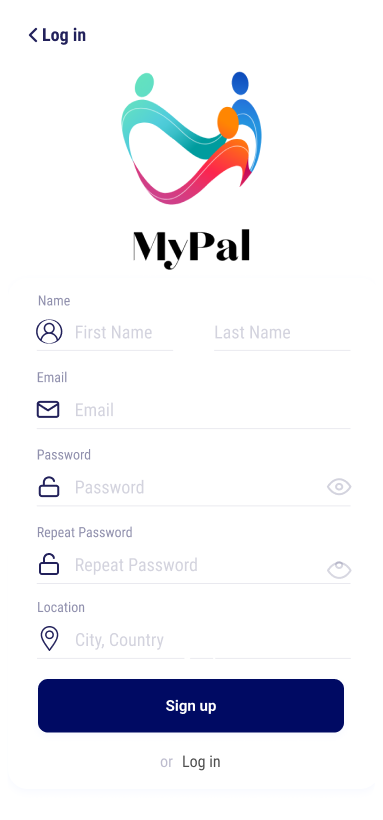 Log in
MyPal
Name
First Name Last Name
Email
Email
Password
Password
Repeat Password
Repeat Password
Location
City, Country
Sign up
or Log in